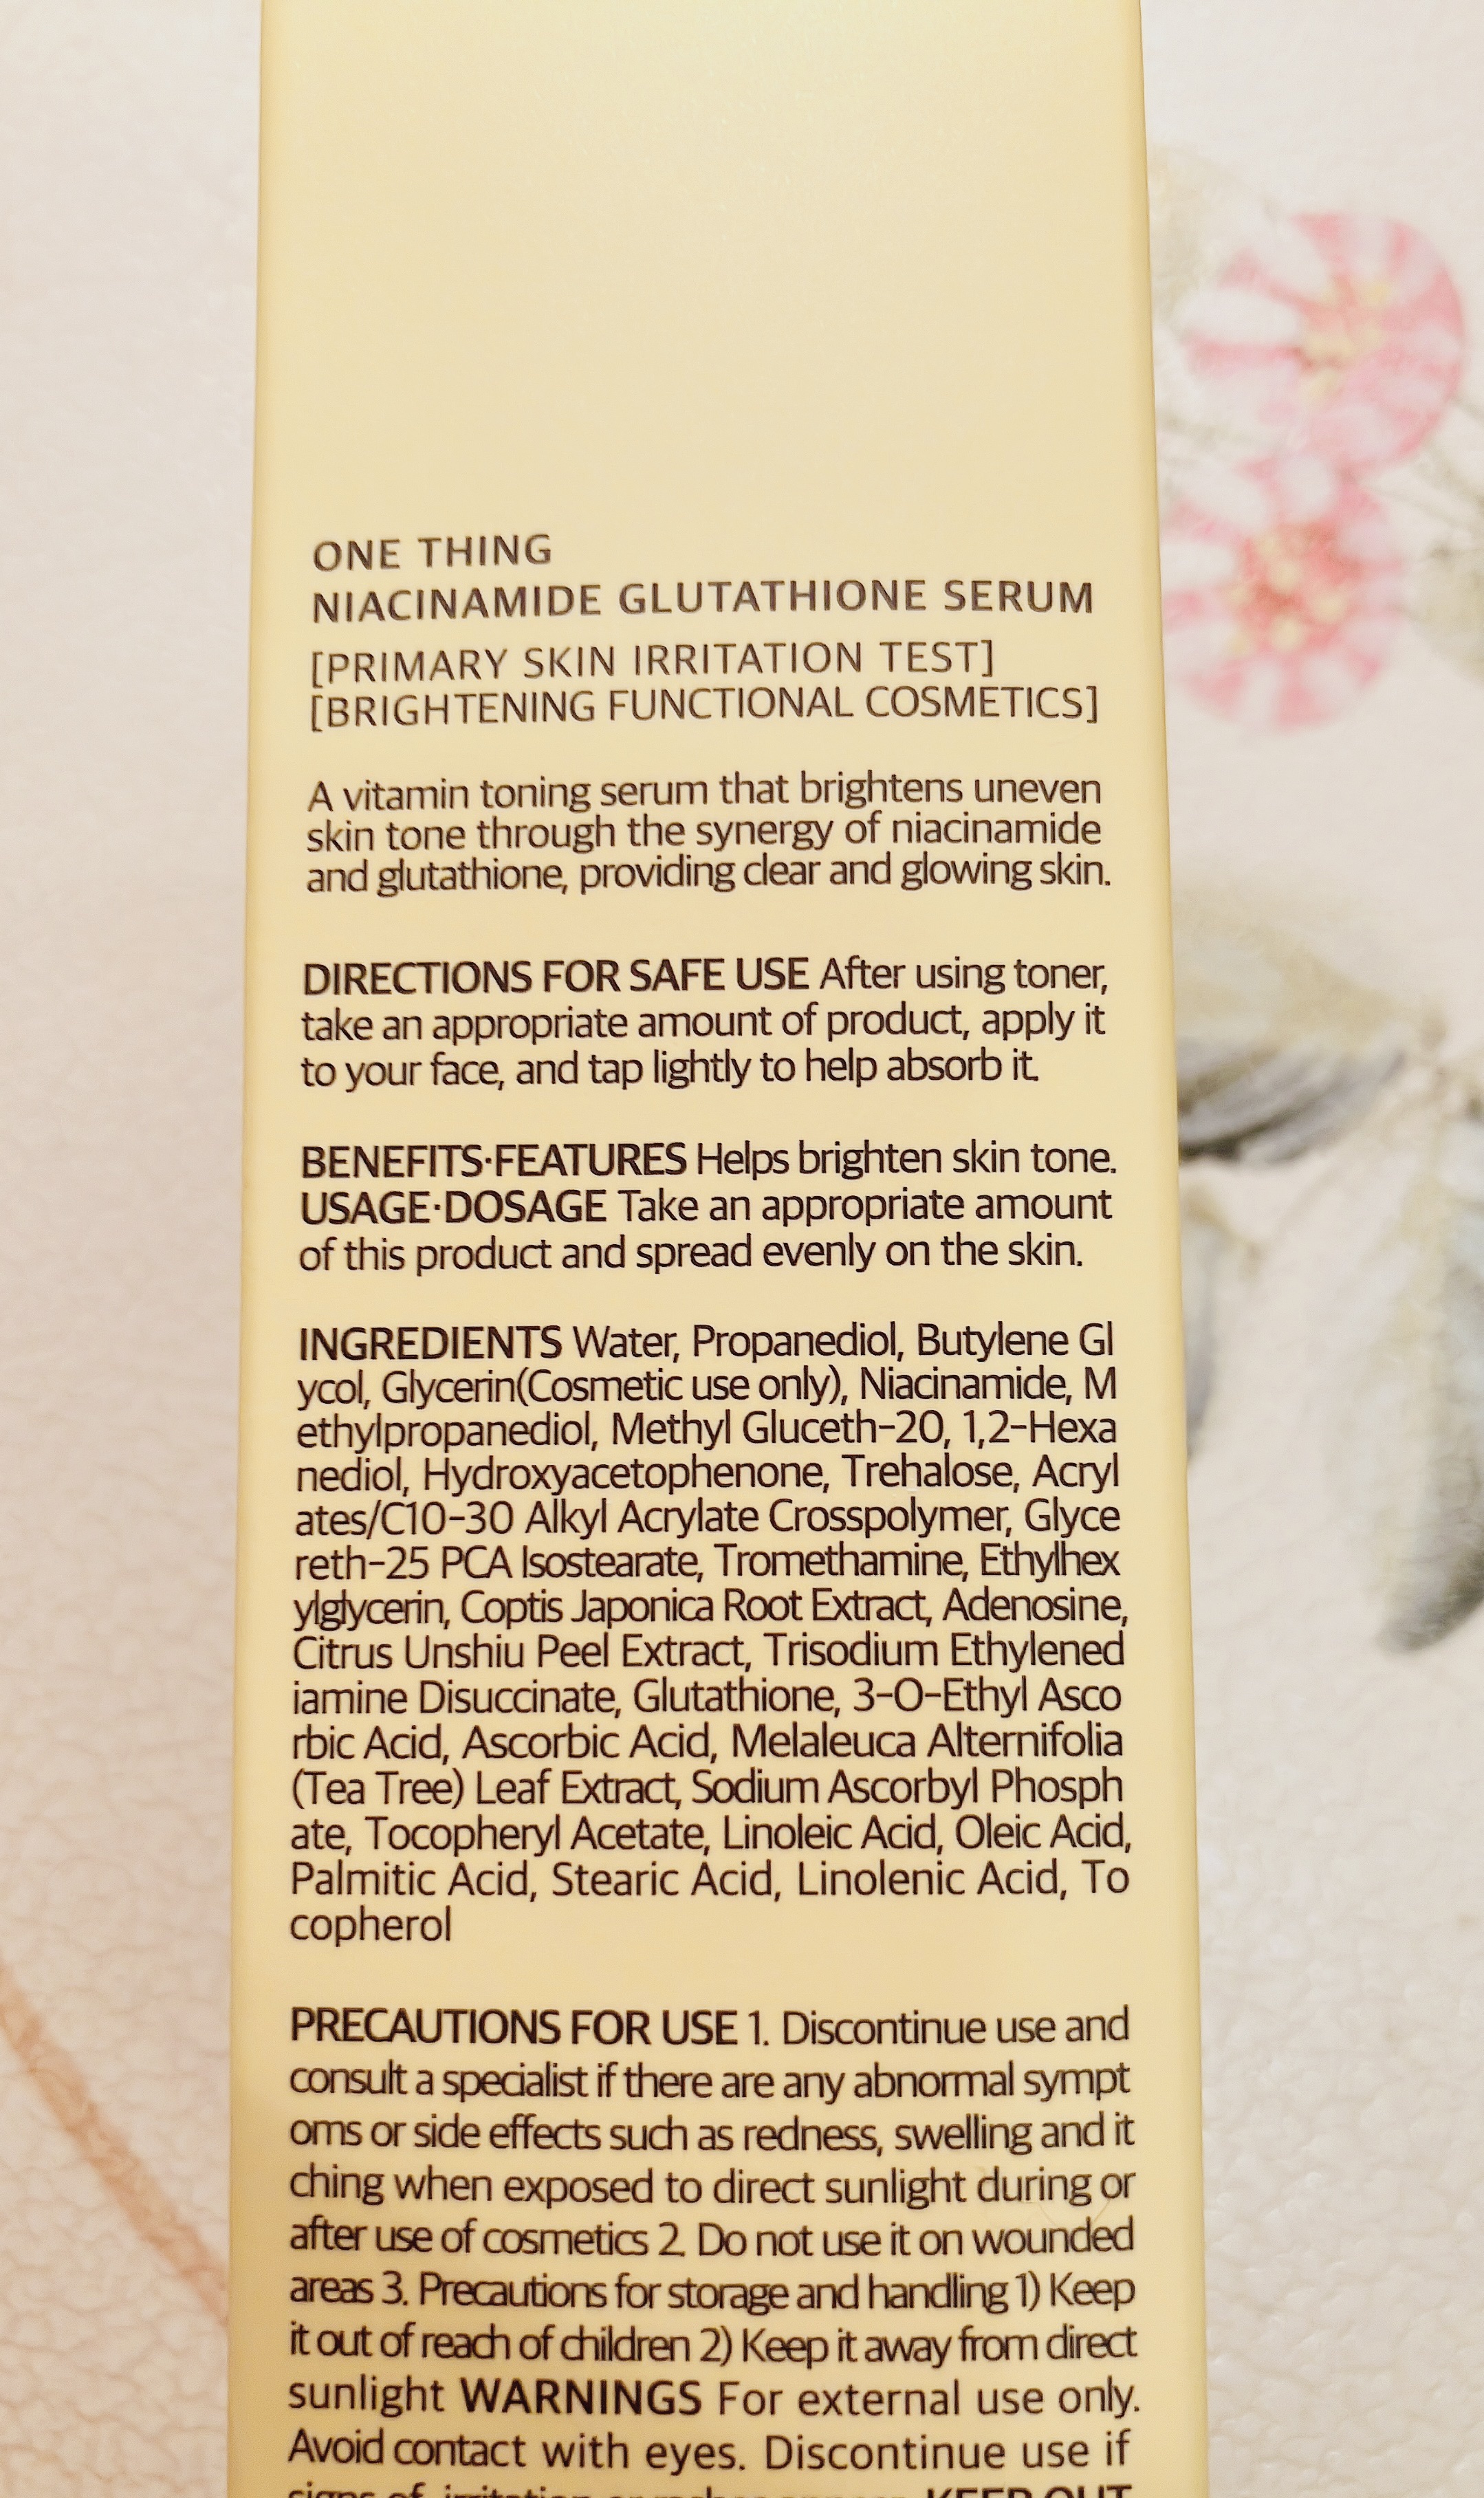 ONE THING
NIACINAMIDE GLUTATHIONE SERUM
[PRIMARY SKIN IRRITATION TEST]
[BRIGHTENING FUNCTIONAL COSMETICS]
A vitamin toning serum that brightens uneven
skin tone through the synergy of niacinamide
and glutathione, providing clear and glowing skin.
DIRECTIONS FOR SAFE USE After using toner,
take an appropriate amount of product, apply it
to your face, and tap lightly to help absorb it.
BENEFITS·FEATURES Helps brighten skin tone.
USAGE·DOSAGE Take an appropriate amount
of this product and spread evenly on the skin.
INGREDIENTS Water, Propanediol, Butylene Gl
ycol, Glycerin(Cosmetic use only), Niacinamide, M
ethylpropanediol, Methyl Gluceth-20, 1,2-Hexa
nediol, Hydroxyacetophenone, Trehalose, Acryl
ates/C10-30 Alkyl Acrylate Crosspolymer, Glyce
reth-25 PCA Isostearate, Tromethamine, Ethylhex
ylglycerin, Coptis Japonica Root Extract, Adenosine,
Citrus Unshiu Peel Extract, Trisodium Ethylened
iamine Disuccinate, Glutathione, 3-O-Ethyl Asco
rbic Acid, Ascorbic Acid, Melaleuca Alternifolia
(Tea Tree) Leaf Extract, Sodium Ascorbyl Phosph
ate, Tocopheryl Acetate, Linoleic Acid, Oleic Acid,
Palmitic Acid, Stearic Acid, Linolenic Acid, To
copherol
PRECAUTIONS FOR USE 1. Discontinue use and
consult a specialist if there are any abnormal sympt
oms or side effects such as redness, swelling and it
ching when exposed to direct sunlight during or
after use of cosmetics 2. Do not use it on wounded
areas 3. Precautions for storage and handling 1) Keep
it out of reach of children 2) Keep it away from direct
sunlight WARNINGS For external use only.
Avoid contact with eyes. Discontinue use if